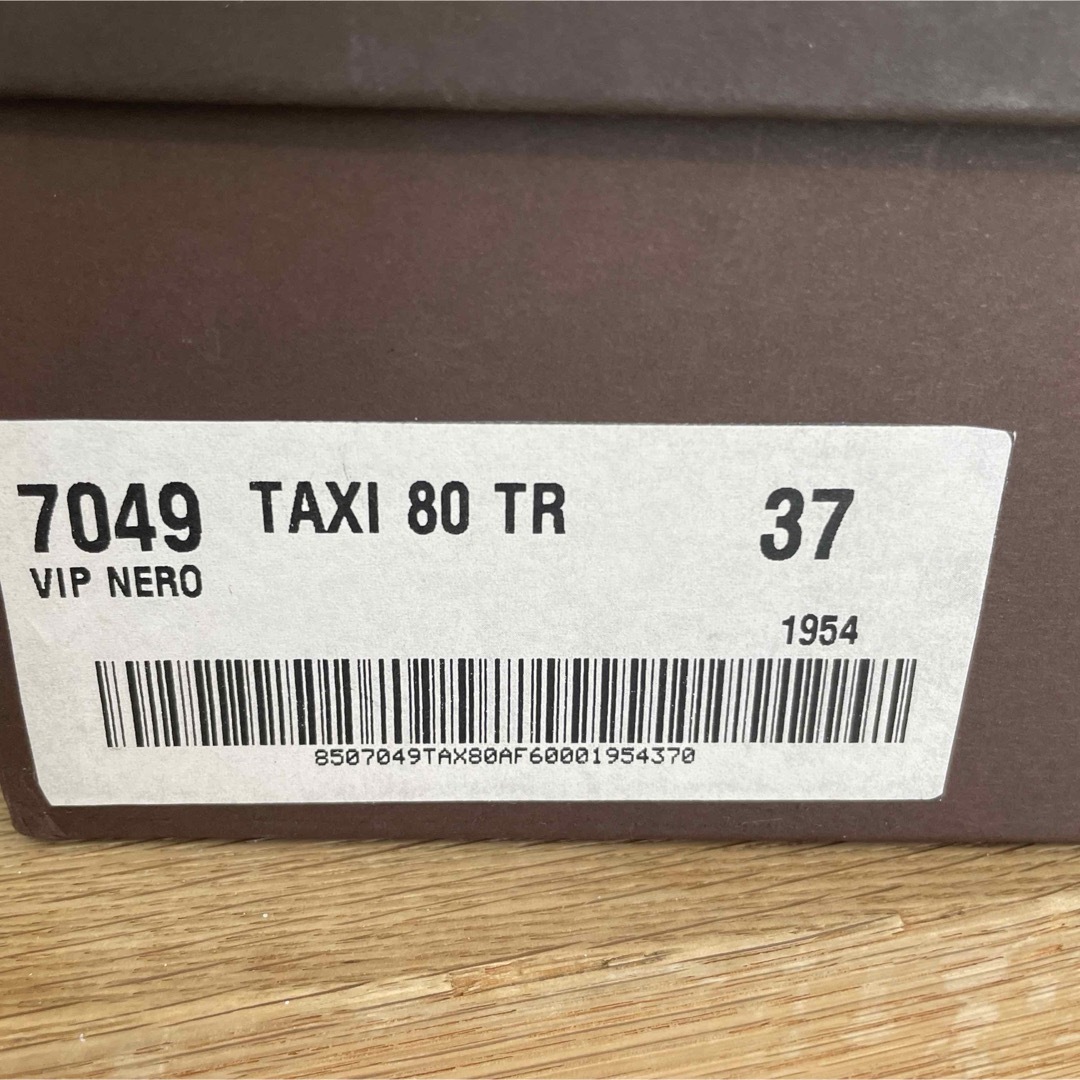 7049 TAXI 80 TR 37
VIP NERO
1954
8507049TAX80AF60001954370